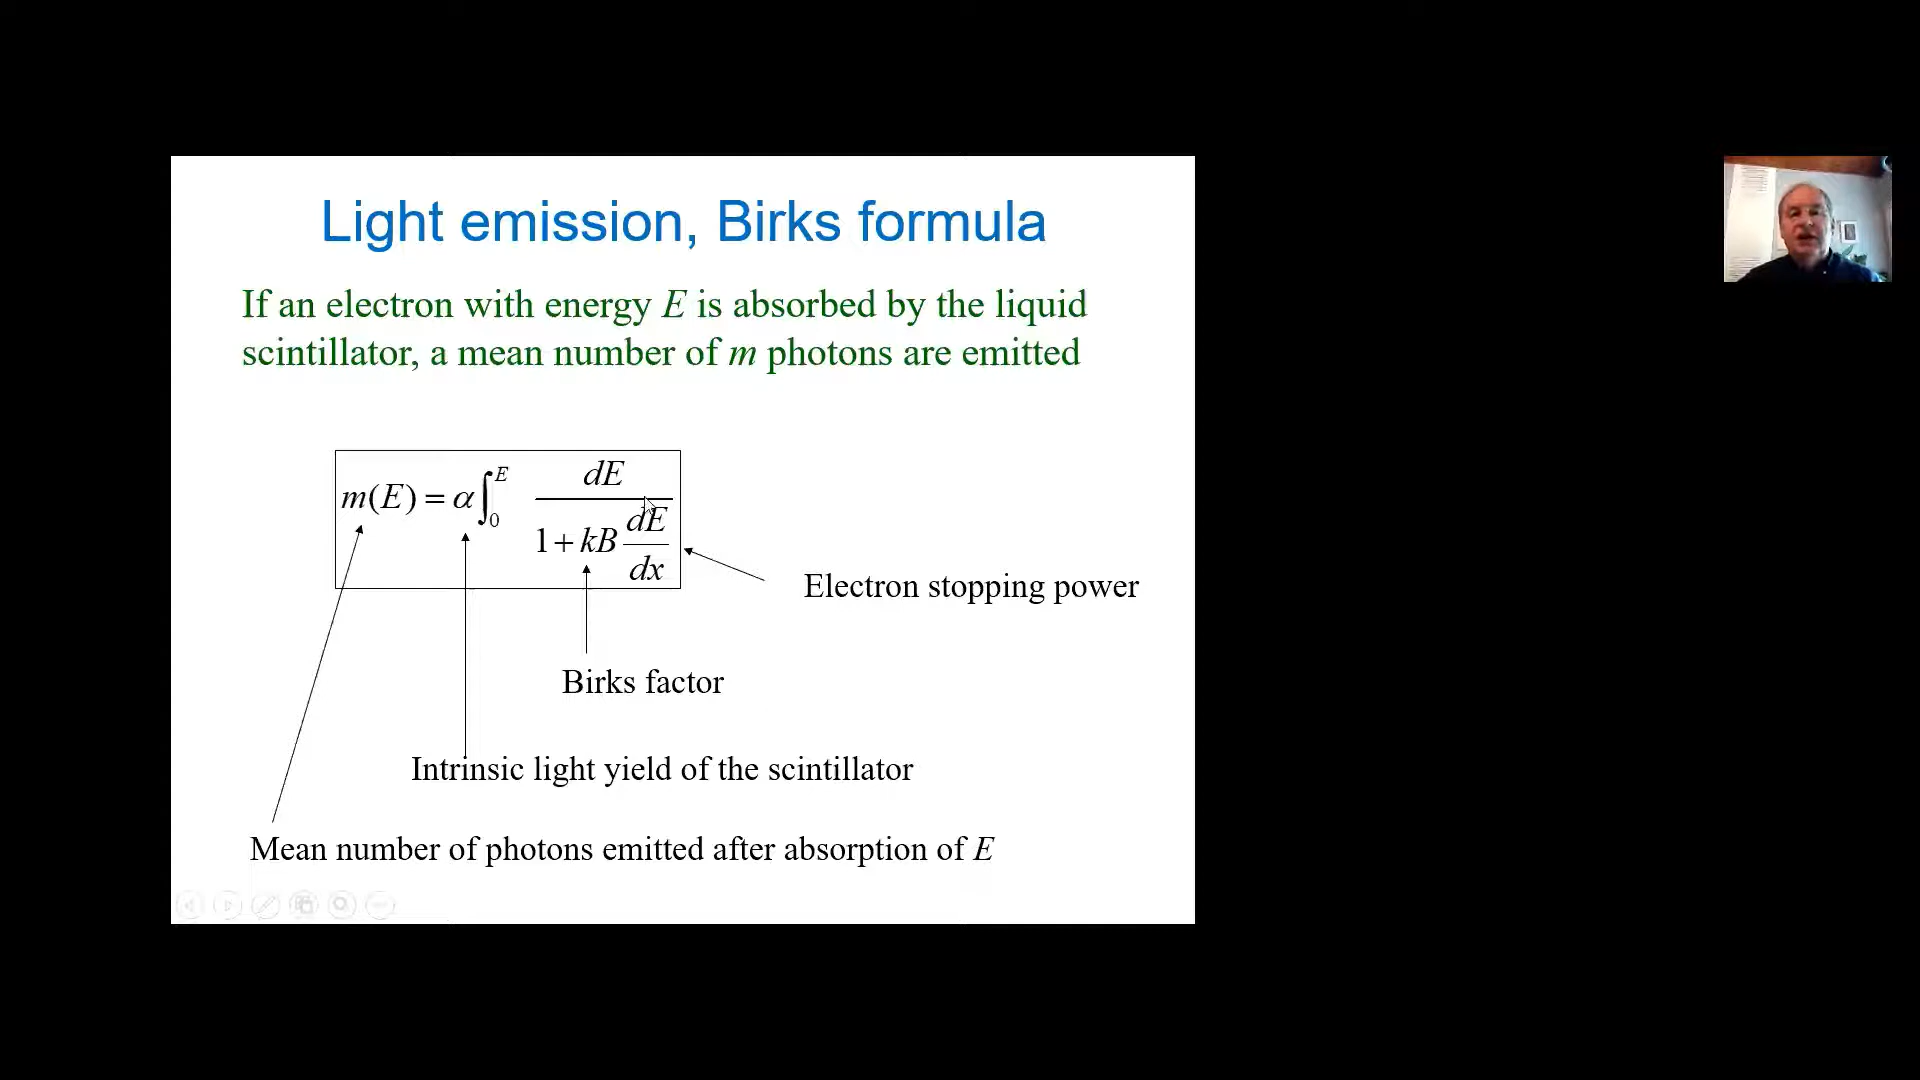 Light emission, Birks formula
If an electron with energy E is absorbed by the liquid
scintillator, a mean number of m photons are emitted
m(E) = α∫₀ᴱ dE / (1 + kB dE/dx)
Electron stopping power
Birks factor
Intrinsic light yield of the scintillator
Mean number of photons emitted after absorption of E